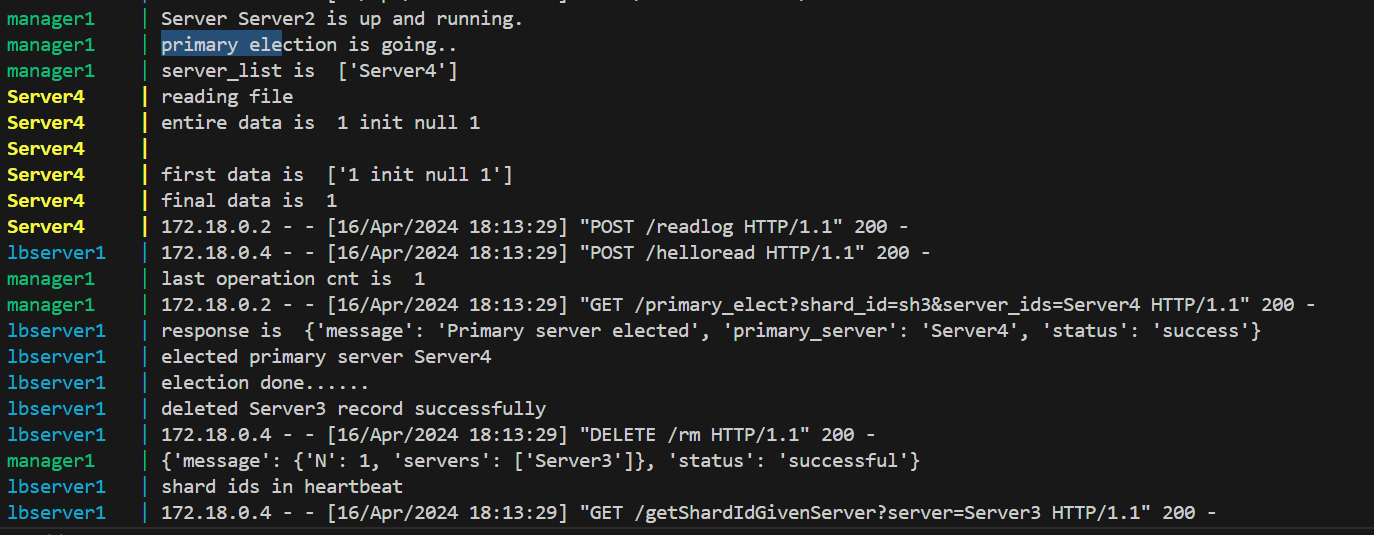 manager1 | Server Server2 is up and running.
manager1 | primary election is going..
manager1 | server_list is  ['Server4']
Server4 | reading file
Server4 | entire data is  1 init null 1
Server4 |
Server4 | first data is  ['1 init null 1']
Server4 | final data is  1
Server4 | 172.18.0.2 - - [16/Apr/2024 18:13:29] "POST /readlog HTTP/1.1" 200 -
lbserver1 | 172.18.0.4 - - [16/Apr/2024 18:13:29] "POST /helloread HTTP/1.1" 200 -
manager1 | last operation cnt is  1
manager1 | 172.18.0.2 - - [16/Apr/2024 18:13:29] "GET /primary_elect?shard_id=sh3&server_ids=Server4 HTTP/1.1" 200 -
lbserver1 | response is  {'message': 'Primary server elected', 'primary_server': 'Server4', 'status': 'success'}
lbserver1 | elected primary server Server4
lbserver1 | election done......
lbserver1 | deleted Server3 record successfully
lbserver1 | 172.18.0.4 - - [16/Apr/2024 18:13:29] "DELETE /rm HTTP/1.1" 200 -
manager1 | {'message': {'N': 1, 'servers': ['Server3']}, 'status': 'successful'}
lbserver1 | shard ids in heartbeat
lbserver1 | 172.18.0.4 - - [16/Apr/2024 18:13:29] "GET /getShardIdGivenServer?server=Server3 HTTP/1.1" 200 -